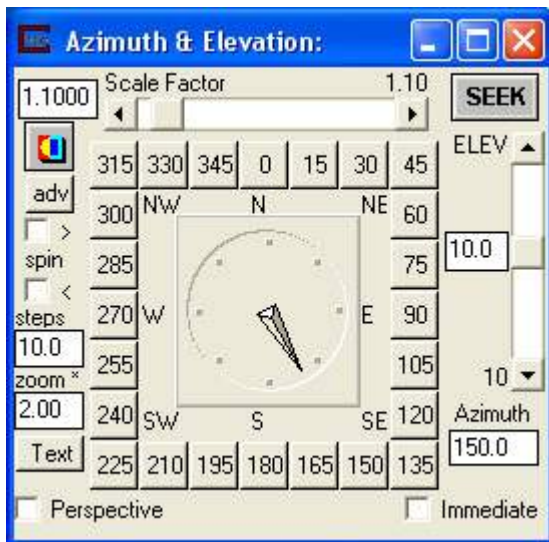 Azimuth & Elevation:
1.1000 Scale Factor 1.10 SEEK
315 330 345 0 15 30 45 ELEV
adv 300 NW N NE 60
>
spin 285 75 10.0
<
steps 270 W E 90
10.0 255 105 10
zoom *
2.00 240 SW S SE 120 Azimuth
Text 225 210 195 180 165 150 135 150.0
Perspective Immediate